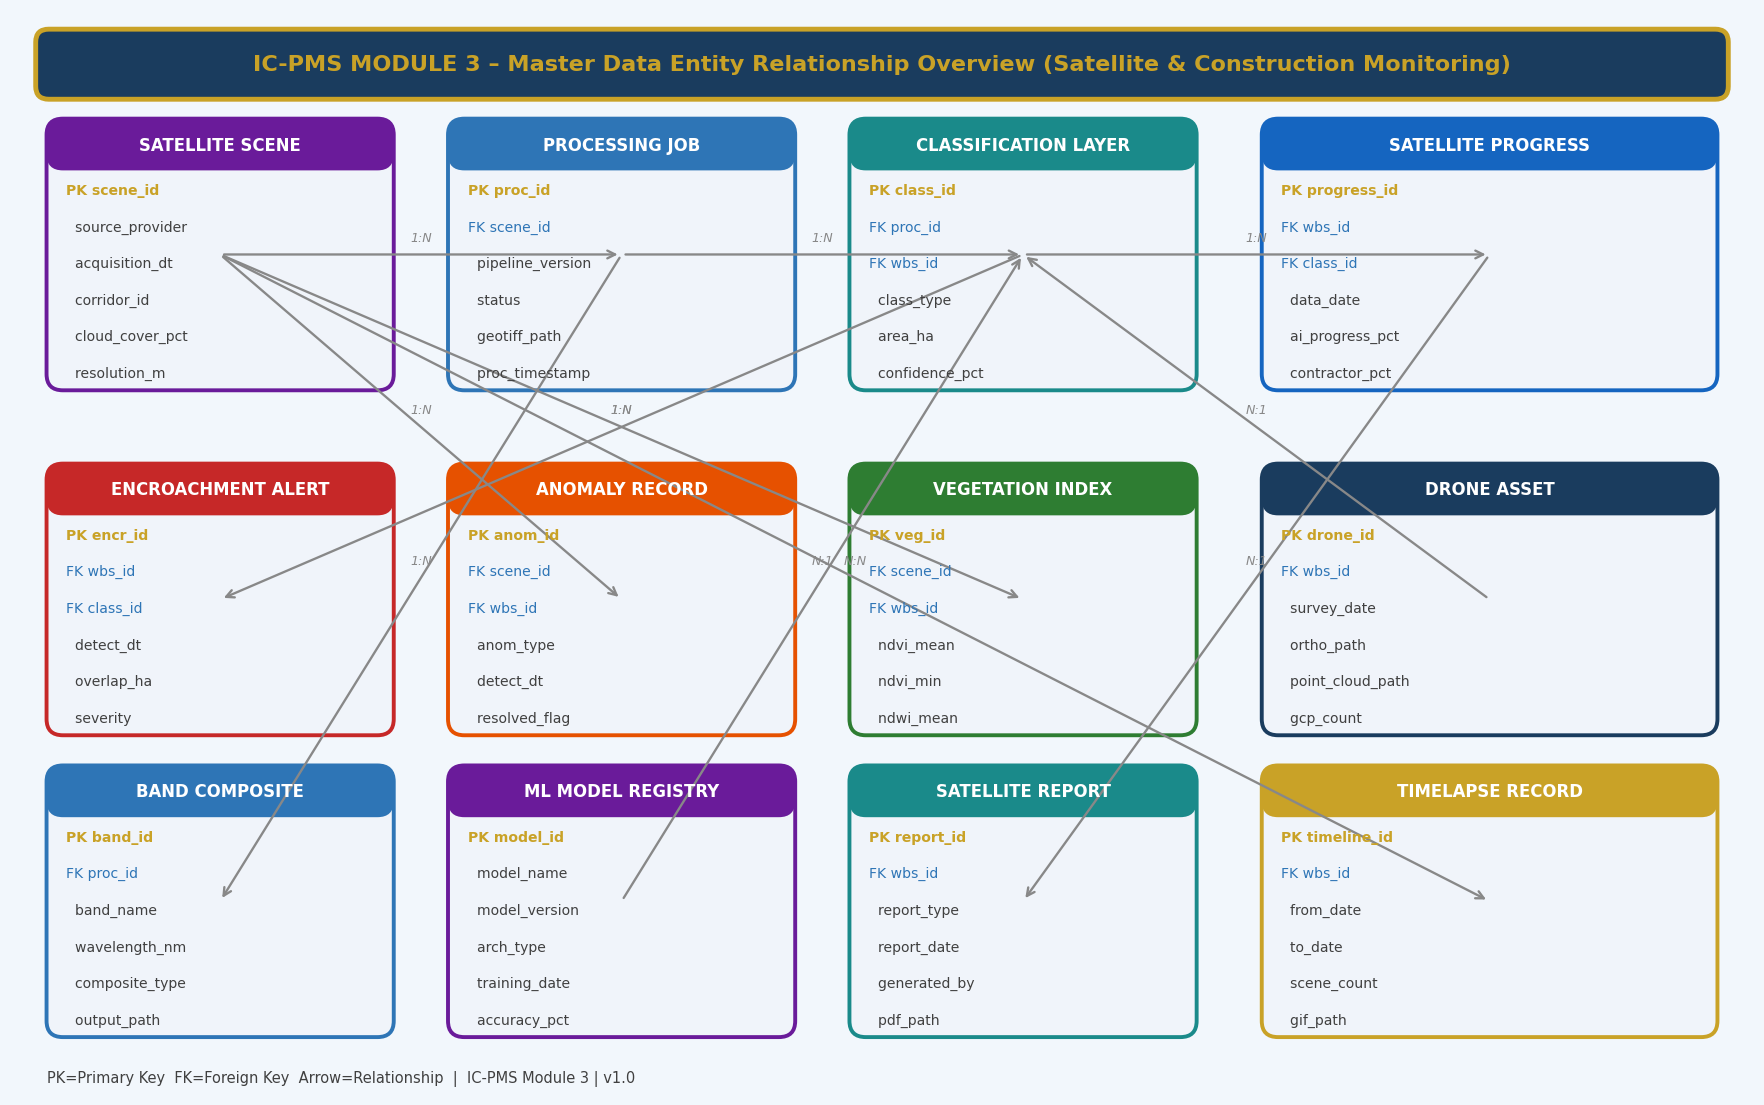 IC-PMS MODULE 3 – Master Data Entity Relationship Overview (Satellite & Construction Monitoring)
SATELLITE SCENE
PK scene_id
source_provider
acquisition_dt
corridor_id
cloud_cover_pct
resolution_m
PROCESSING JOB
PK proc_id
FK scene_id
pipeline_version
status
geotiff_path
proc_timestamp
CLASSIFICATION LAYER
PK class_id
FK proc_id
FK wbs_id
class_type
area_ha
confidence_pct
SATELLITE PROGRESS
PK progress_id
FK wbs_id
FK class_id
data_date
ai_progress_pct
contractor_pct
1:N
1:N
1:N
1:N
1:N
N:1
ENCROACHMENT ALERT
PK encr_id
FK wbs_id
FK class_id
detect_dt
overlap_ha
severity
ANOMALY RECORD
PK anom_id
FK scene_id
FK wbs_id
anom_type
detect_dt
resolved_flag
VEGETATION INDEX
PK veg_id
FK scene_id
FK wbs_id
ndvi_mean
ndvi_min
ndwi_mean
DRONE ASSET
PK drone_id
FK wbs_id
survey_date
ortho_path
point_cloud_path
gcp_count
1:N
N:1
N:N
N:1
BAND COMPOSITE
PK band_id
FK proc_id
band_name
wavelength_nm
composite_type
output_path
ML MODEL REGISTRY
PK model_id
model_name
model_version
arch_type
training_date
accuracy_pct
SATELLITE REPORT
PK report_id
FK wbs_id
report_type
report_date
generated_by
pdf_path
TIMELAPSE RECORD
PK timeline_id
FK wbs_id
from_date
to_date
scene_count
gif_path
PK=Primary Key  FK=Foreign Key  Arrow=Relationship  |  IC-PMS Module 3 | v1.0